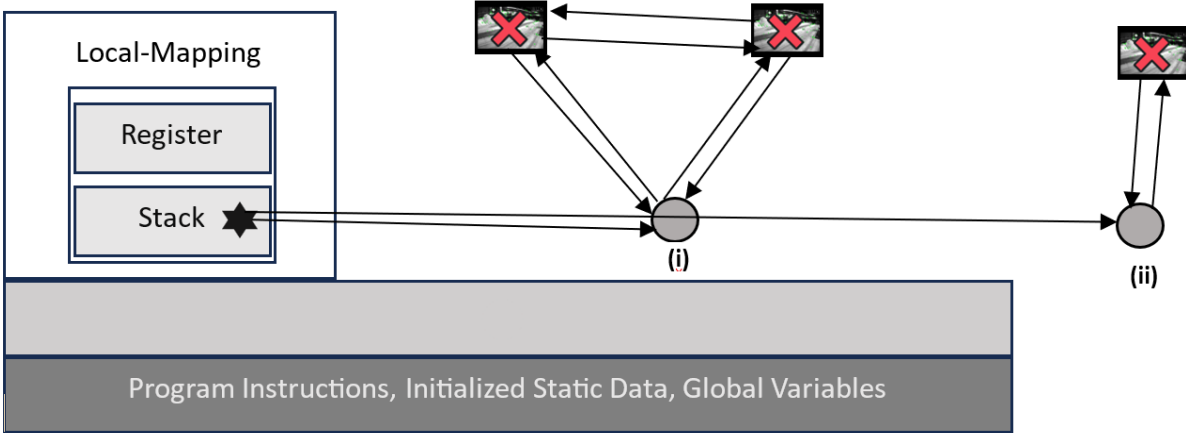 Local-Mapping
Register
Stack
(i)
(ii)
Program Instructions, Initialized Static Data, Global Variables